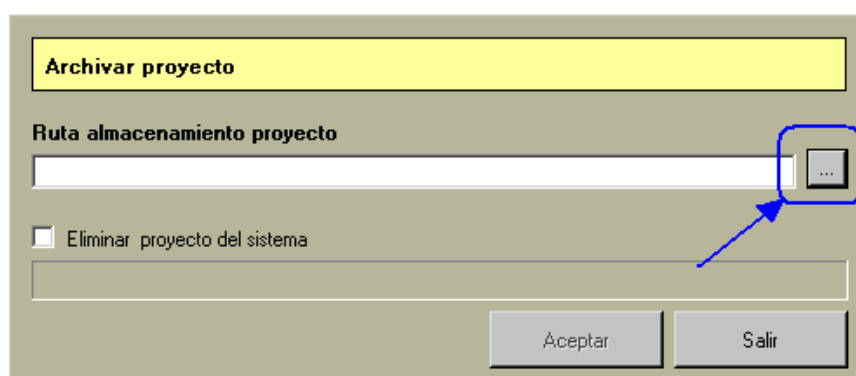 Archivar proyecto
Ruta almacenamiento proyecto
...
Eliminar proyecto del sistema
Aceptar
Salir